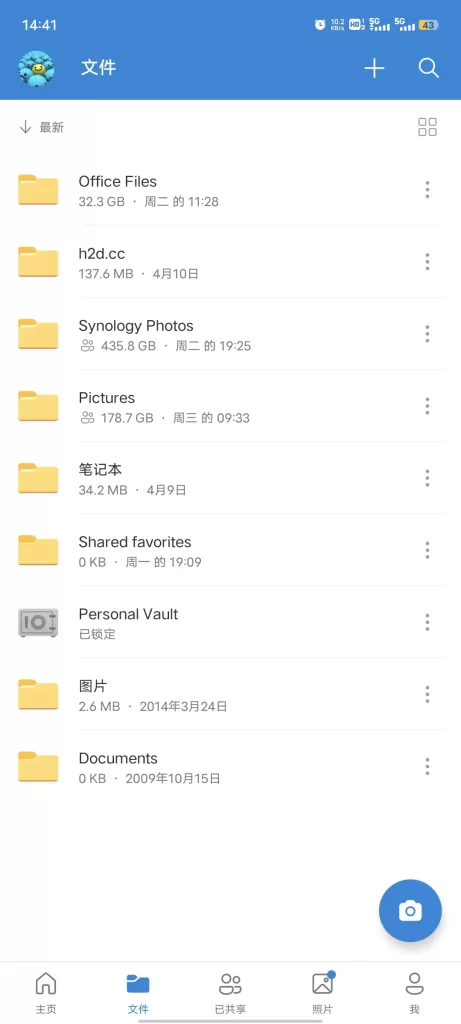 14:41
10.2 KB/s HD 1 2 5G 5G 43
文件
最新
Office Files
32.3 GB · 周二 的 11:28
h2d.cc
137.6 MB · 4月10日
Synology Photos
435.8 GB · 周二 的 19:25
Pictures
178.7 GB · 周三 的 09:33
笔记本
34.2 MB · 4月9日
Shared favorites
0 KB · 周一 的 19:09
Personal Vault
已锁定
图片
2.6 MB · 2014年3月24日
Documents
0 KB · 2009年10月15日
主页
文件
已共享
照片
我